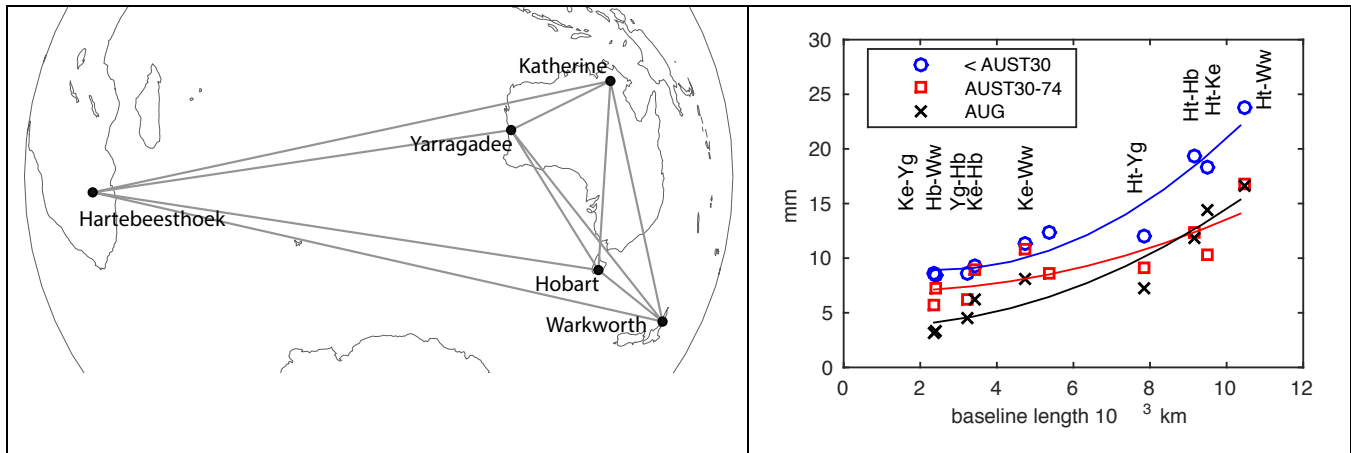 Katherine
Yarragadee
Hartebeesthoek
Hobart
Warkworth
30
25
20
15
10
5
0
mm
< AUST30
AUST30-74
AUG
Ke-Yg
Hb-Ww
Yg-Hb
Ke-Hb
Ke-Ww
Ht-Yg
Ht-Hb
Ht-Ke
Ht-Ww
0 2 4 6 8 10 12
baseline length 10 3 km